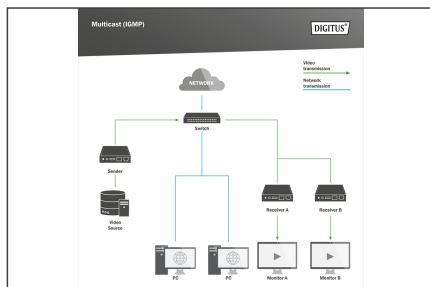 Multicast (IGMP)
DIGITUS®
Video
transmission
Network
transmission
NETWORK
Switch
Sender
Receiver A
Receiver B
Video
Source
PC
PC
Monitor A
Monitor B